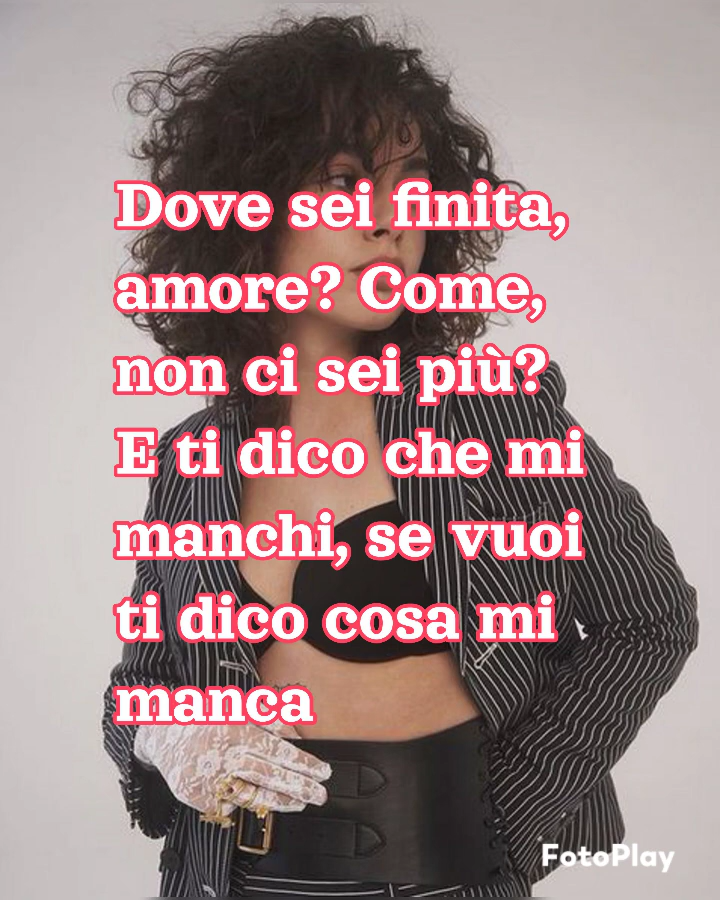 Dove sei finita,
amore? Come,
non ci sei più?
E ti dico che mi
manchi, se vuoi
ti dico cosa mi
manca
FotoPlay